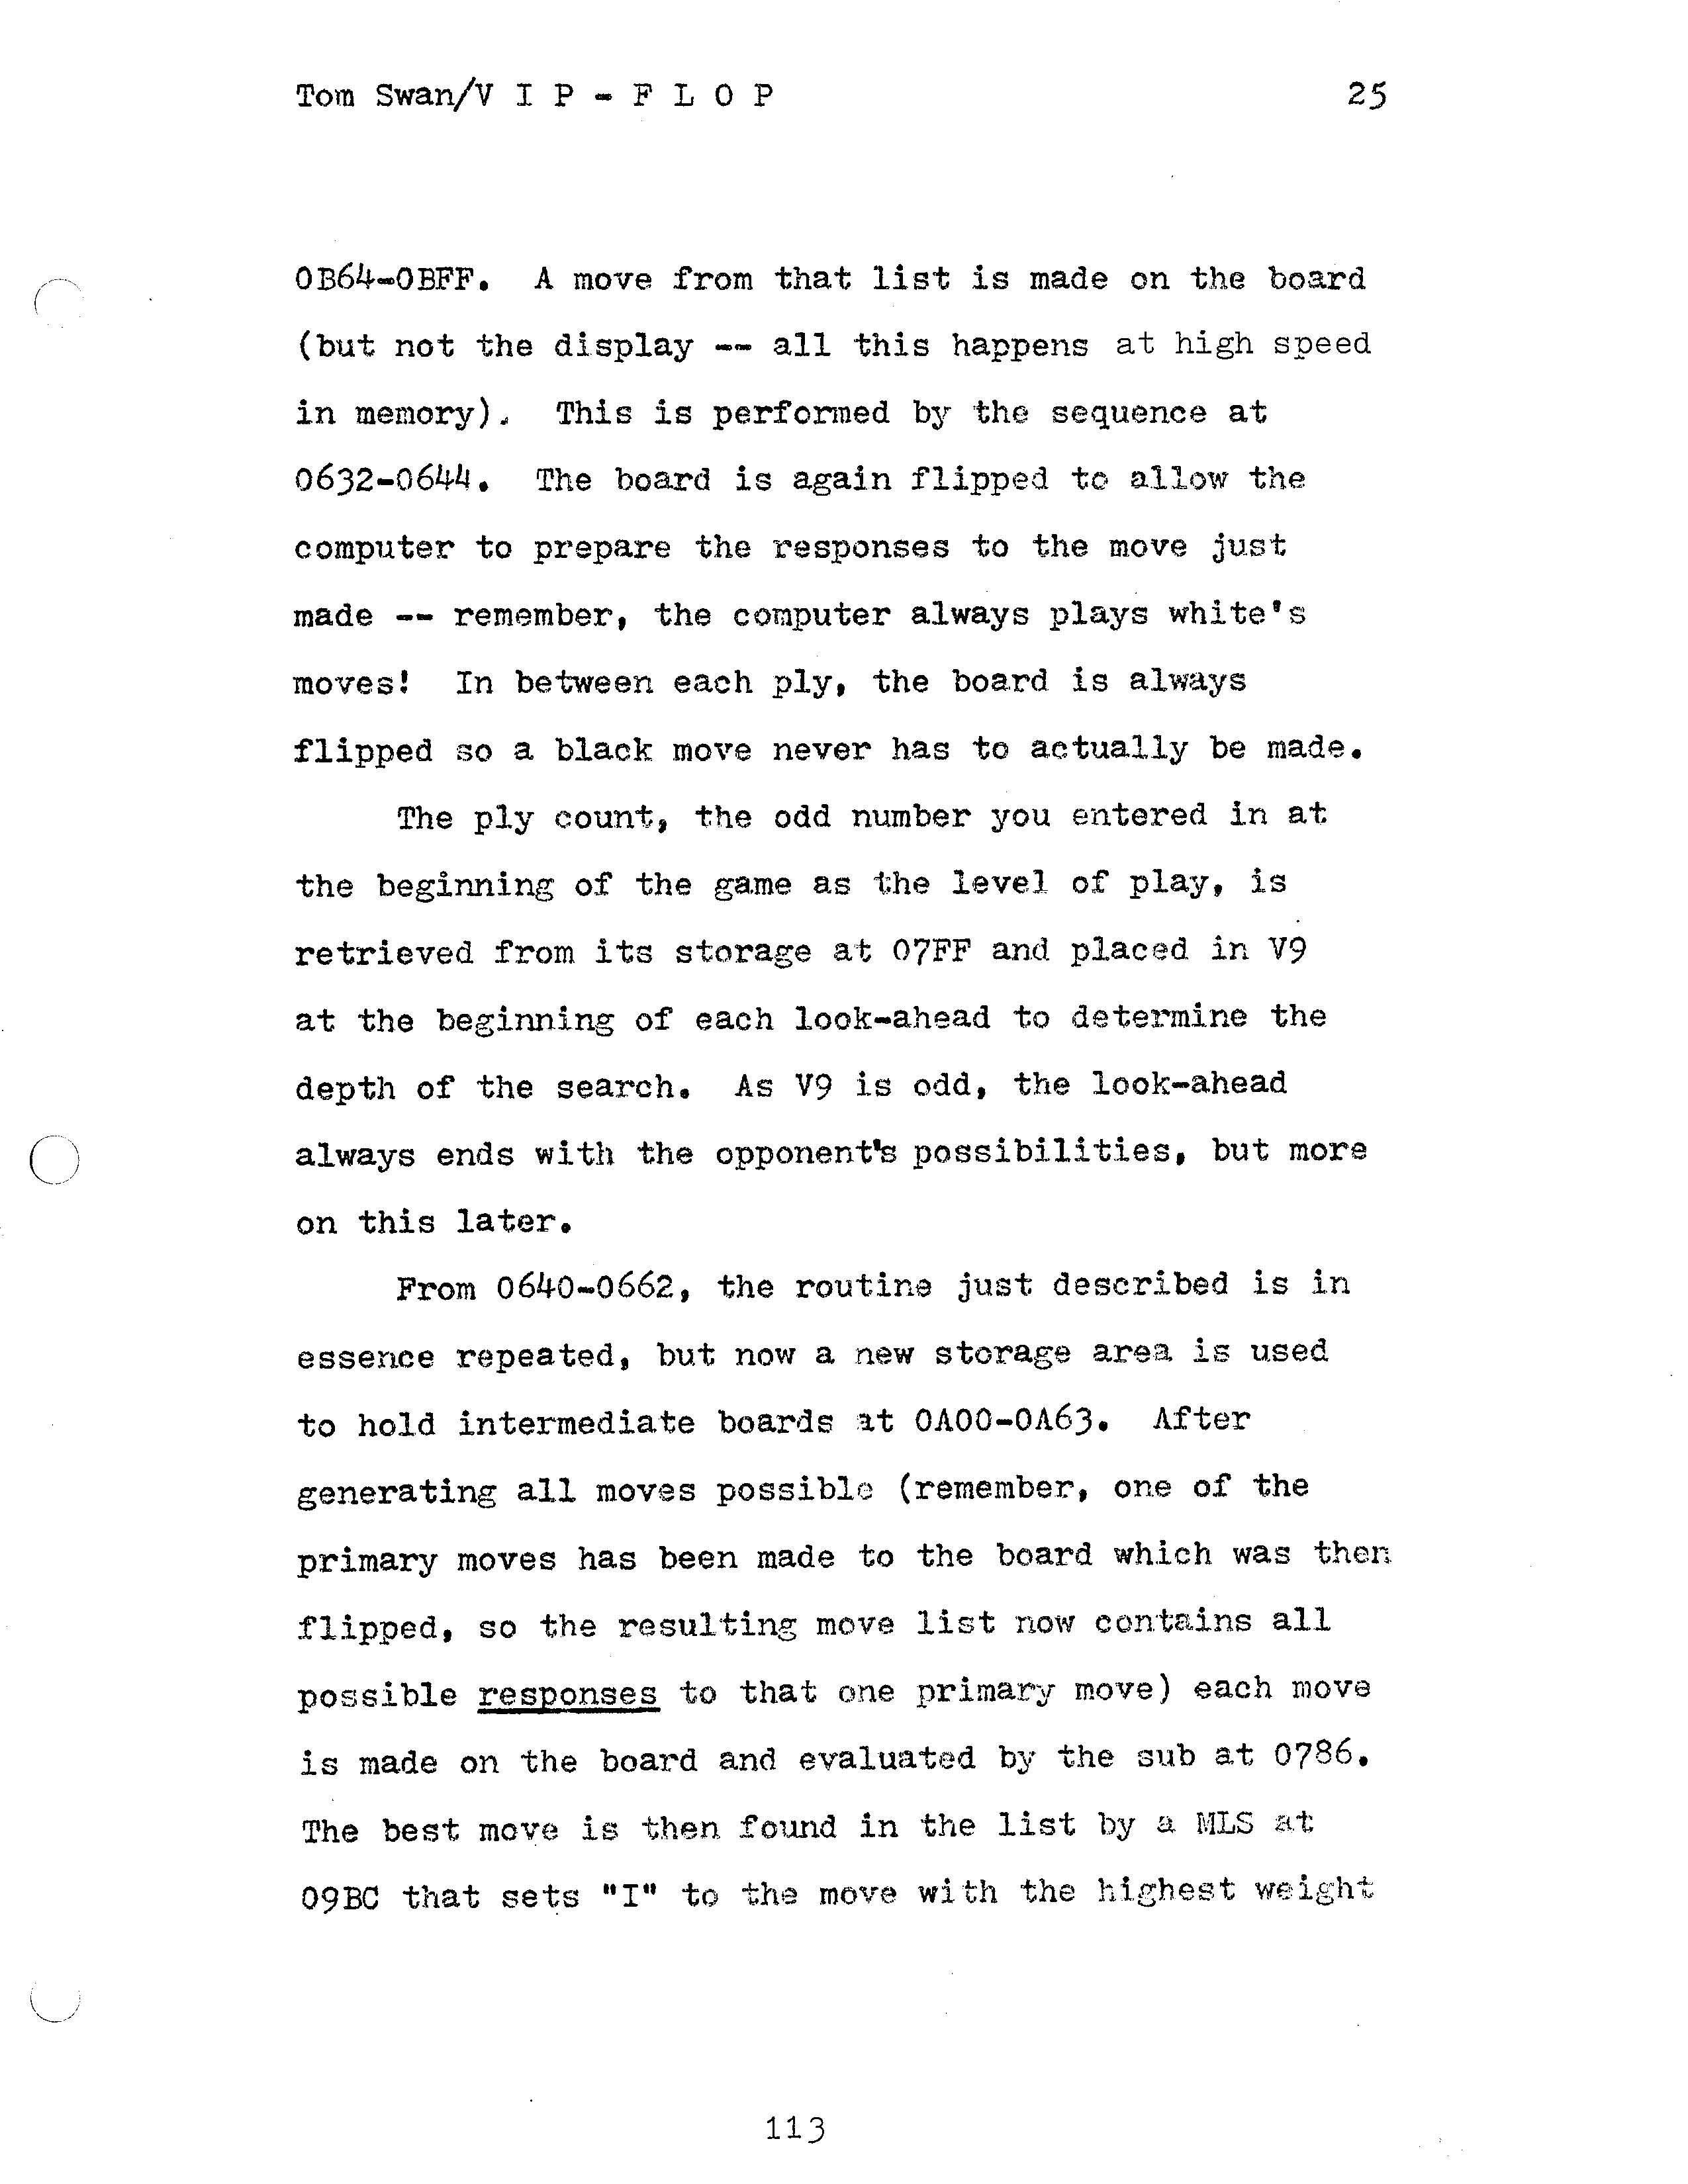 Tom Swan/V I P - F L O P 25
0B64-0BFF. A move from that list is made on the board
(but not the display -- all this happens at high speed
in memory). This is performed by the sequence at
0632-0644. The board is again flipped to allow the
computer to prepare the responses to the move just
made -- remember, the computer always plays white's
moves! In between each ply, the board is always
flipped so a black move never has to actually be made.
The ply count, the odd number you entered in at
the beginning of the game as the level of play, is
retrieved from its storage at 07FF and placed in V9
at the beginning of each look-ahead to determine the
depth of the search. As V9 is odd, the look-ahead
always ends with the opponent's possibilities, but more
on this later.
From 0640-0662, the routine just described is in
essence repeated, but now a new storage area is used
to hold intermediate boards at 0A00-0A63. After
generating all moves possible (remember, one of the
primary moves has been made to the board which was then
flipped, so the resulting move list now contains all
possible responses to that one primary move) each move
is made on the board and evaluated by the sub at 0786.
The best move is then found in the list by a MLS at
09BC that sets "I" to the move with the highest weight
113